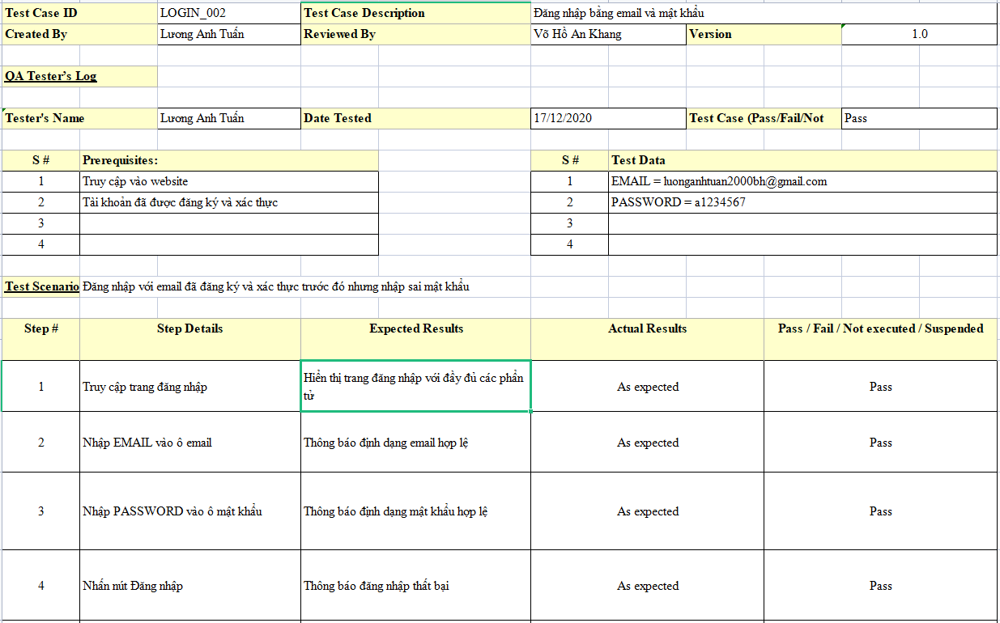 Test Case ID LOGIN_002 Test Case Description Đăng nhập bằng email và mật khẩu
Created By Lương Anh Tuấn Reviewed By Võ Hồ An Khang Version 1.0
QA Tester's Log
Tester's Name Lương Anh Tuấn Date Tested 17/12/2020 Test Case (Pass/Fail/Not Pass
S # Prerequisites: S # Test Data
1 Truy cập vào website 1 EMAIL = luonganhtuan2000bh@gmail.com
2 Tài khoản đã được đăng ký và xác thực 2 PASSWORD = a1234567
3 3
4 4
Test Scenario Đăng nhập với email đã đăng ký và xác thực trước đó nhưng nhập sai mật khẩu
Step # Step Details Expected Results Actual Results Pass / Fail / Not executed / Suspended
1 Truy cập trang đăng nhập Hiển thị trang đăng nhập với đầy đủ các phần
tử As expected Pass
2 Nhập EMAIL vào ô email Thông báo định dạng email hợp lệ As expected Pass
3 Nhập PASSWORD vào ô mật khẩu Thông báo định dạng mật khẩu hợp lệ As expected Pass
4 Nhấn nút Đăng nhập Thông báo đăng nhập thất bại As expected Pass